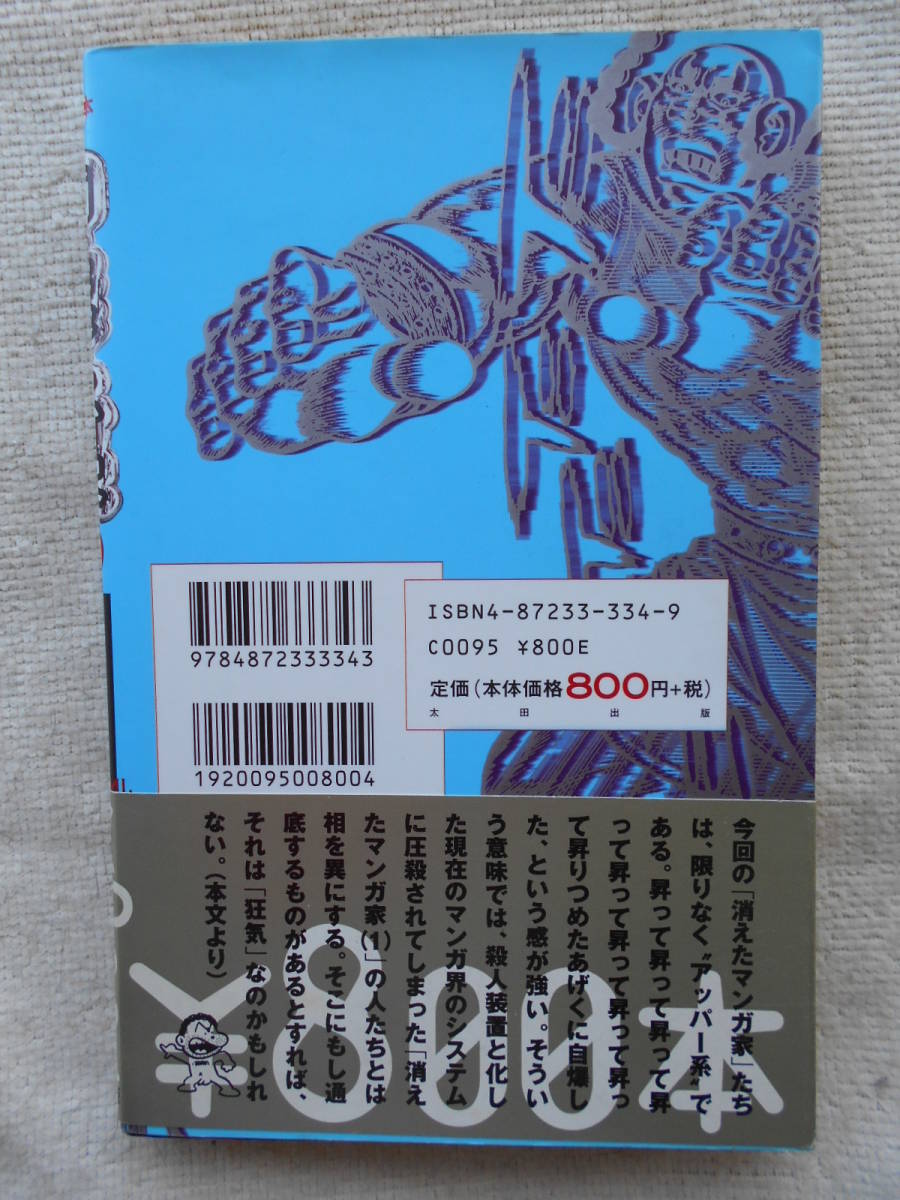 9784872333343
1920095008004
ISBN4-87233-334-9
C0095 ¥800E
定価(本体価格800円+税)
太田出版
今回の「消えたマンガ家」たち
は、限りなく〝アッパー系〟で
ある。昇って昇って昇って昇
って昇って昇って昇って昇っ
て昇りつめたあげくに自爆し
た、という感が強い。そうい
う意味では、殺人装置と化し
た現在のマンガ界のシステム
に圧殺されてしまった「消え
たマンガ家(1)」の人たちとは
相を異にする。そこにもし通
底するものがあるとすれば、
それは「狂気」なのかもしれ
ない。(本文より)
¥800本